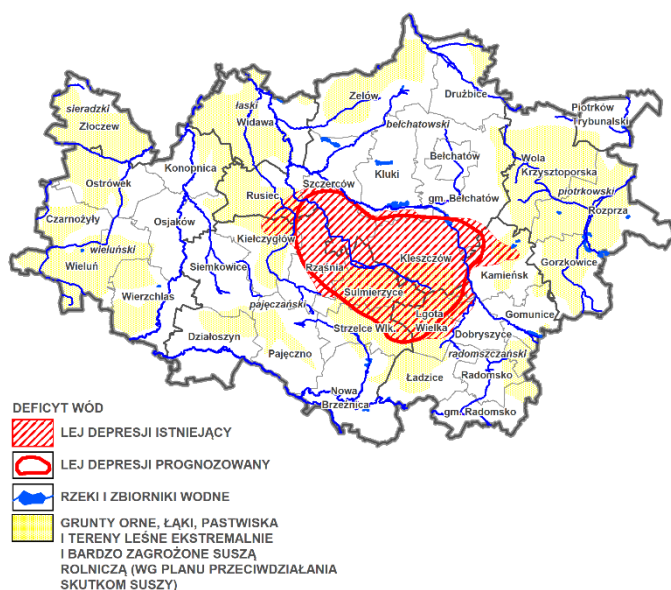 Drużbice
Zelów
sieradzki
Złoczew
łaski
Widawa
Piotrków
Trybunalski
bełchatowski
Bełchatów
Wola
Krzysztoporska
Konopnica
Kluki
Szczerców
gm. Bełchatów
piotrkowski
Ostrówek
Rusiec
Rozprza
Czarnożyły
Osjaków
Kiełczygłów
wieluński
Wieluń
Siemkowice
Rząśnia
Kleszczów
Kamieńsk
Gorzkowice
Wierzchlas
Sulmierzyce
pajęczański
Lgota
Wielka
Gomunice
Działoszyn
Strzelce Wlk.
Dobryszyce
Pajęczno
radomszczański
Ładzice
Radomsko
Nowa
Brzeźnica
gm. Radomsko
DEFICYT WÓD
LEJ DEPRESJI ISTNIEJĄCY
LEJ DEPRESJI PROGNOZOWANY
RZEKI I ZBIORNIKI WODNE
GRUNTY ORNE, ŁĄKI, PASTWISKA
I TERENY LEŚNE EKSTREMALNIE
I BARDZO ZAGROŻONE SUSZĄ
ROLNICZĄ (WG PLANU PRZECIWDZIAŁANIA
SKUTKOM SUSZY)